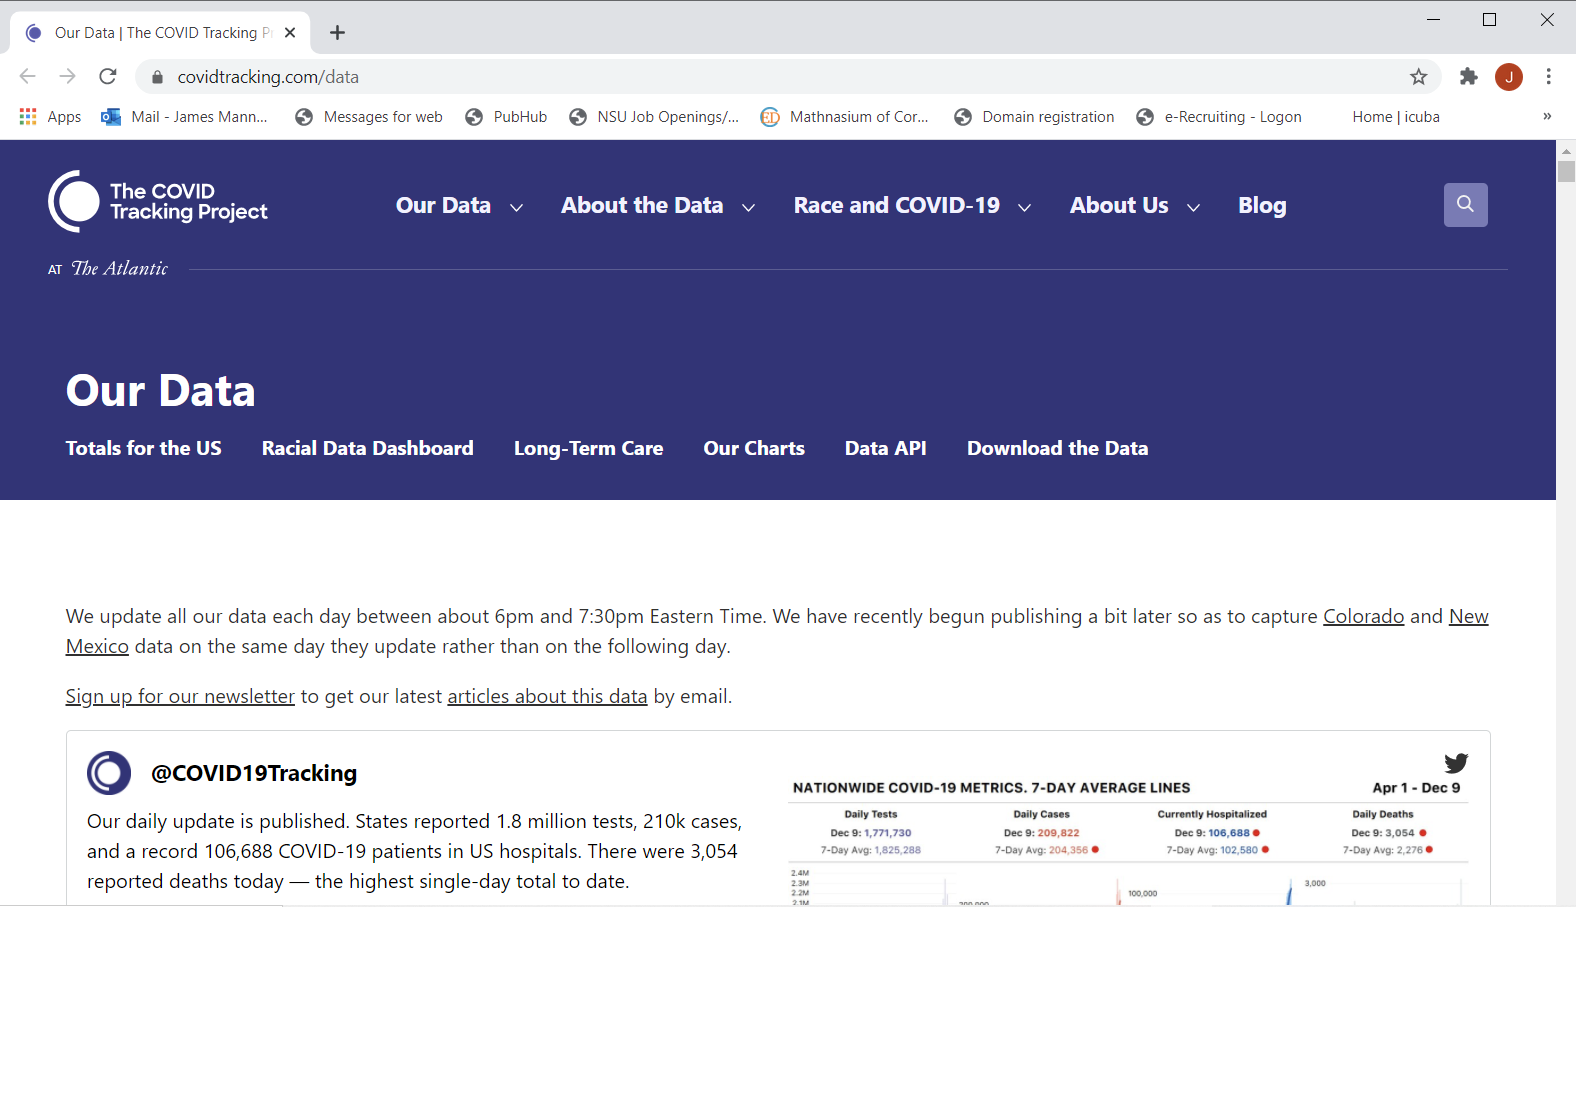 Our Data | The COVID Tracking P
covidtracking.com/data
J
Apps Mail - James Mann... Messages for web PubHub NSU Job Openings/... ED Mathnasium of Cor... Domain registration e-Recruiting - Logon Home | icuba »
The COVID
Tracking Project
Our Data About the Data Race and COVID-19 About Us Blog
AT The Atlantic
Our Data
Totals for the US Racial Data Dashboard Long-Term Care Our Charts Data API Download the Data
We update all our data each day between about 6pm and 7:30pm Eastern Time. We have recently begun publishing a bit later so as to capture Colorado and New
Mexico data on the same day they update rather than on the following day.
Sign up for our newsletter to get our latest articles about this data by email.
@COVID19Tracking
Our daily update is published. States reported 1.8 million tests, 210k cases,
and a record 106,688 COVID-19 patients in US hospitals. There were 3,054
reported deaths today — the highest single-day total to date.
NATIONWIDE COVID-19 METRICS. 7-DAY AVERAGE LINES Apr 1 - Dec 9
Daily Tests Daily Cases Currently Hospitalized Daily Deaths
Dec 9: 1,771,730 Dec 9: 209,822 Dec 9: 106,688 Dec 9: 3,054
7-Day Avg: 1,825,288 7-Day Avg: 204,356 7-Day Avg: 102,580 7-Day Avg: 2,276
2.4M
2.3M 3,000
2.2M 100,000
2.1M